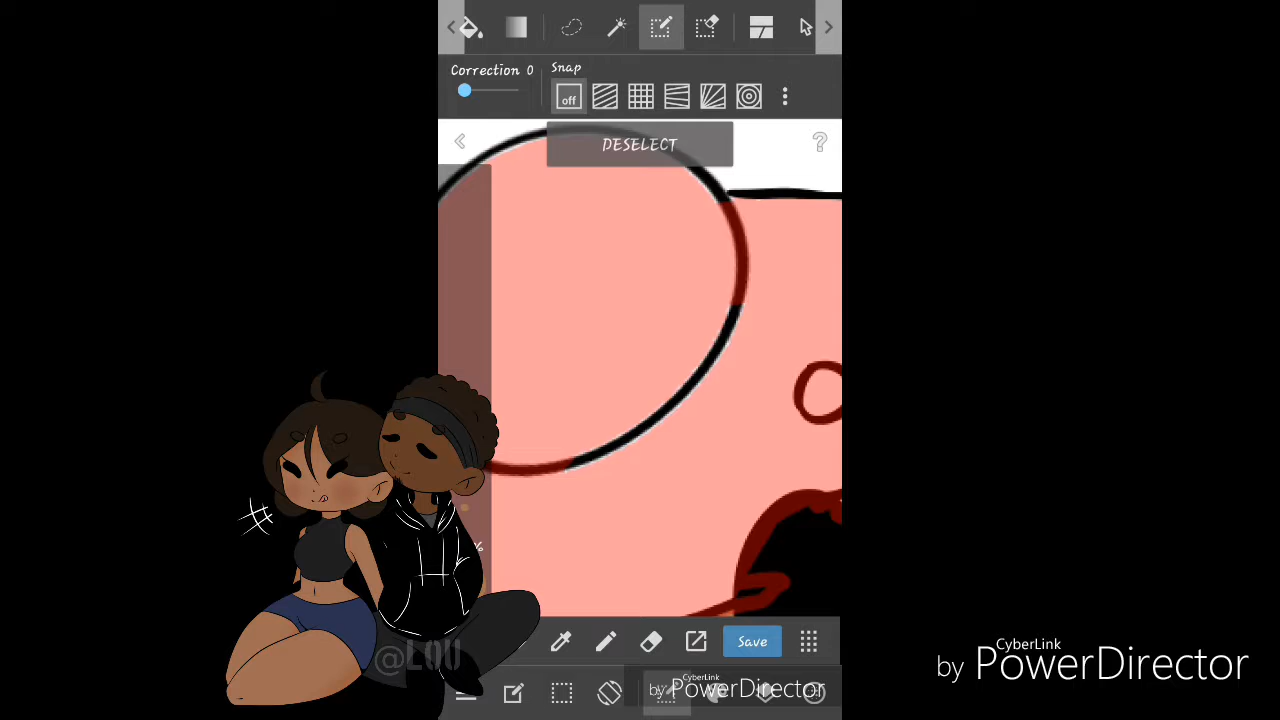 Correction 0
Snap
off
DESELECT
?
%
Save
@LOU
CyberLink
by PowerDirector
CyberLink
by PowerDirector